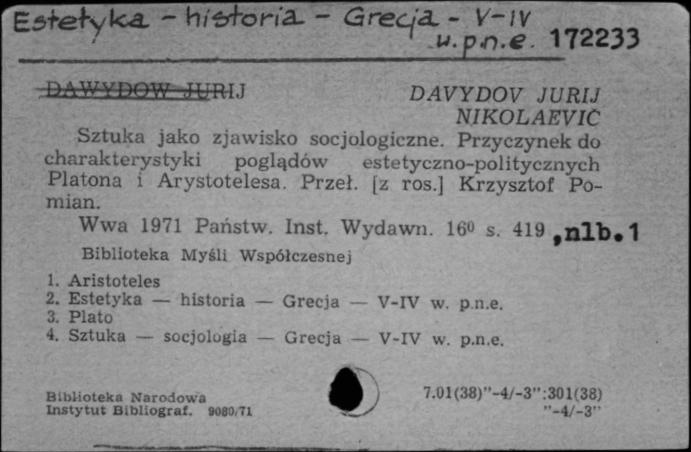 Estetyka - historia - Grecja - V-IV
w.p.n.e. 172233
DAWYDOW JURIJ
DAVYDOV JURIJ
NIKOLAEVIČ
Sztuka jako zjawisko socjologiczne. Przyczynek do
charakterystyki poglądów estetyczno-politycznych
Platona i Arystotelesa. Przeł. [z ros.] Krzysztof Po-
mian.
Wwa 1971 Państw. Inst. Wydawn. 16⁰ s. 419 , nlb. 1
Biblioteka Myśli Współczesnej
1. Aristoteles
2. Estetyka — historia — Grecja — V-IV w. p.n.e.
3. Plato
4. Sztuka — socjologia — Grecja — V-IV w. p.n.e.
Biblioteka Narodowa
Instytut Bibliograf. 9080/71
7.01(38)"-4/-3":301(38)
"-4/-3"